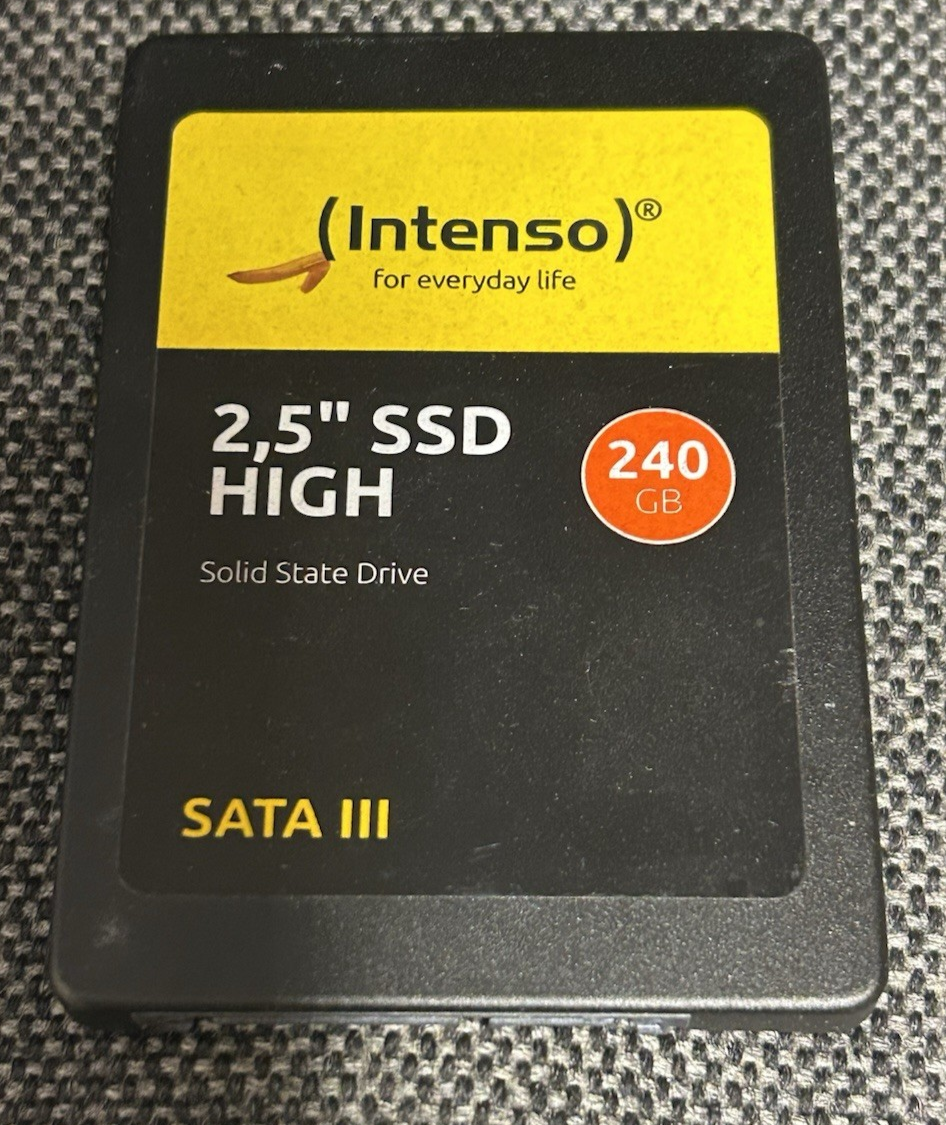 (Intenso)®
for everyday life
2,5" SSD
HIGH
240
GB
Solid State Drive
SATA III